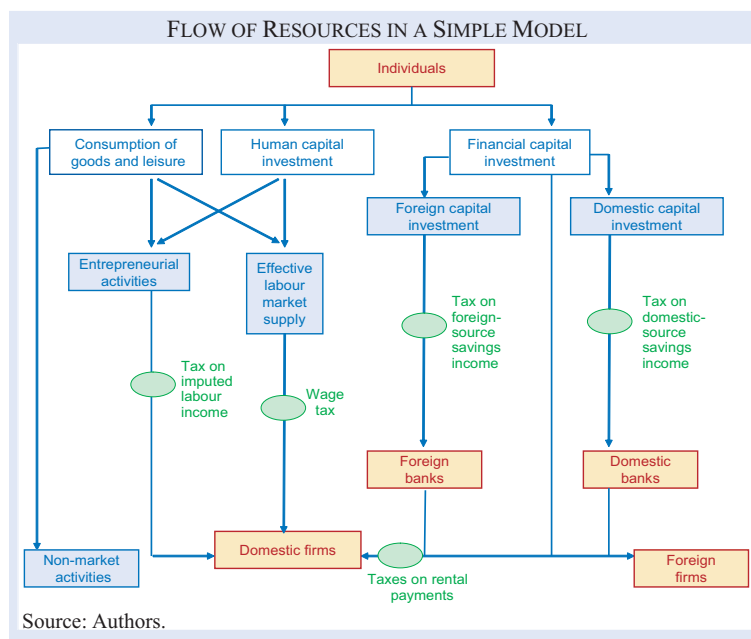 FLOW OF RESOURCES IN A SIMPLE MODEL
Individuals
Consumption of
goods and leisure
Human capital
investment
Financial capital
investment
Foreign capital
investment
Domestic capital
investment
Entrepreneurial
activities
Effective
labour
market
supply
Tax on
foreign-
source
savings
income
Tax on
domestic-
source
savings
income
Tax on
imputed
labour
income
Wage
tax
Foreign
banks
Domestic
banks
Domestic firms
Non-market
activities
Taxes on rental
payments
Foreign
firms
Source: Authors.